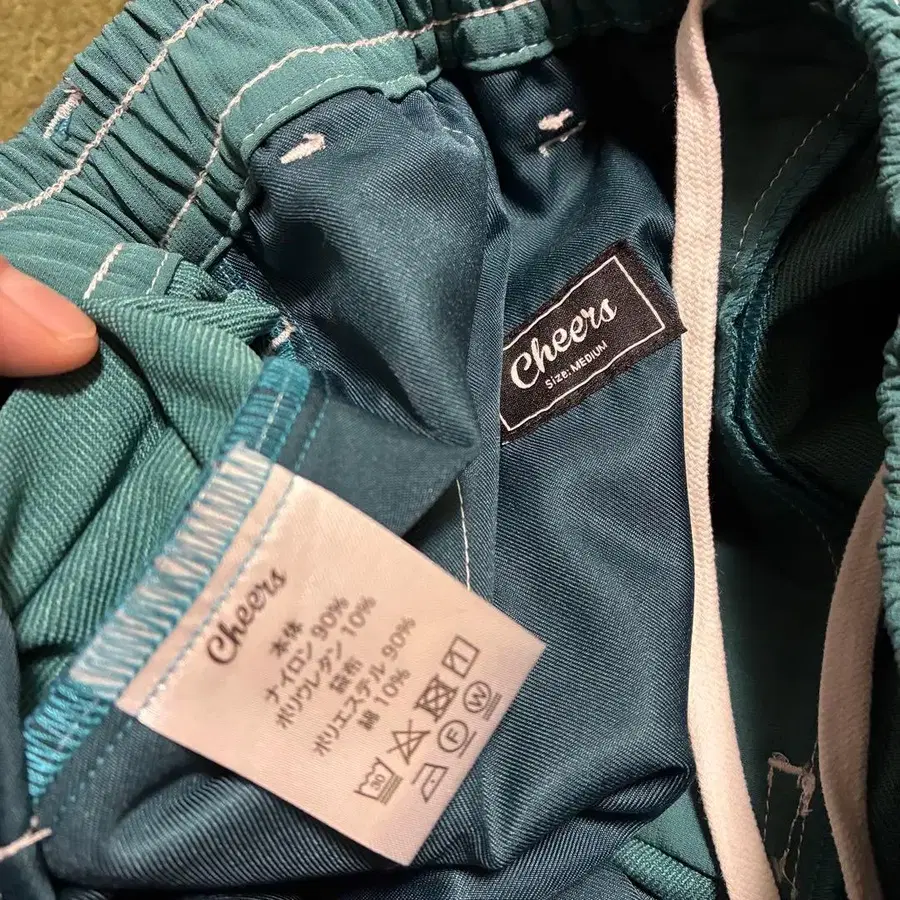 Cheers
Size: MEDIUM
Cheers
本体
ナイロン 90%
ポリウレタン 10%
袋布
ポリエステル 90%
綿 10%
30
F
W